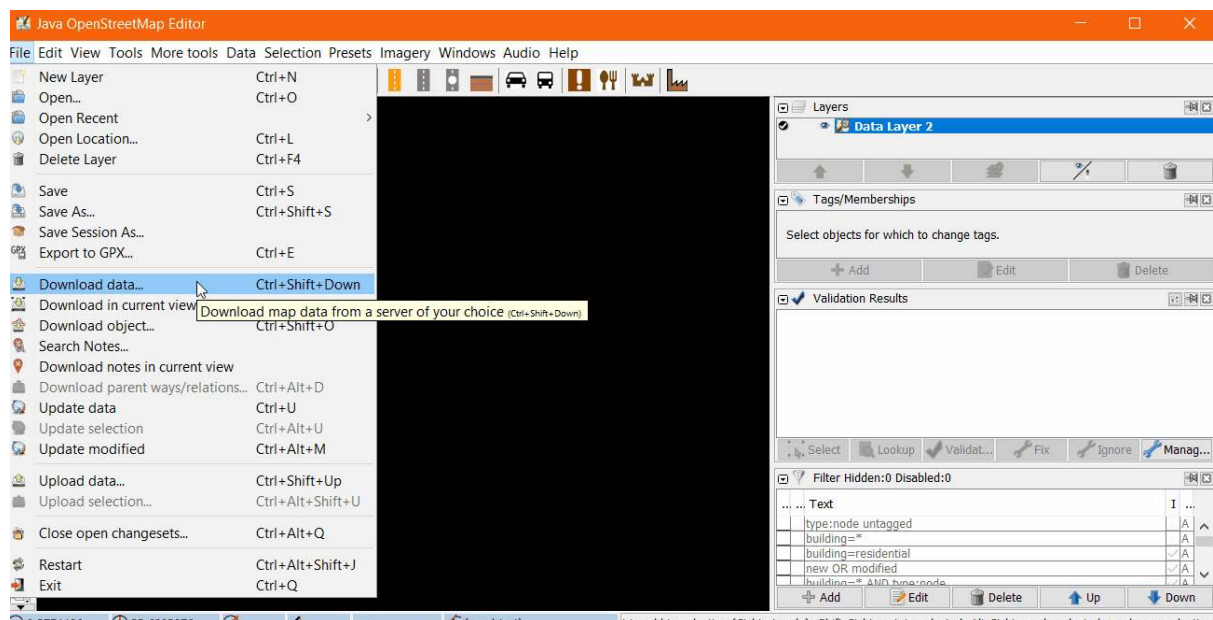 Java OpenStreetMap Editor
File Edit View Tools More tools Data Selection Presets Imagery Windows Audio Help
New Layer Ctrl+N
Open... Ctrl+O
Open Recent
Open Location... Ctrl+L
Delete Layer Ctrl+F4
Save Ctrl+S
Save As... Ctrl+Shift+S
Save Session As...
GPX Export to GPX... Ctrl+E
Download data... Ctrl+Shift+Down
Download in current view
Download map data from a server of your choice (Ctrl+Shift+Down)
Download object... Ctrl+Shift+O
Search Notes...
Download notes in current view
Download parent ways/relations... Ctrl+Alt+D
Update data Ctrl+U
Update selection Ctrl+Alt+U
Update modified Ctrl+Alt+M
Upload data... Ctrl+Shift+Up
Upload selection... Ctrl+Alt+Shift+U
Close open changesets... Ctrl+Alt+Q
Restart Ctrl+Alt+Shift+J
Exit Ctrl+Q
Layers
Data Layer 2
Tags/Memberships
Select objects for which to change tags.
Add Edit Delete
Validation Results
Select Lookup Validat... Fix Ignore Manag...
Filter Hidden:0 Disabled:0
... ... Text I ...
type:node untagged A
building=* A
building=residential A
new OR modified A
building=* AND type:node A
Add Edit Delete Up Down